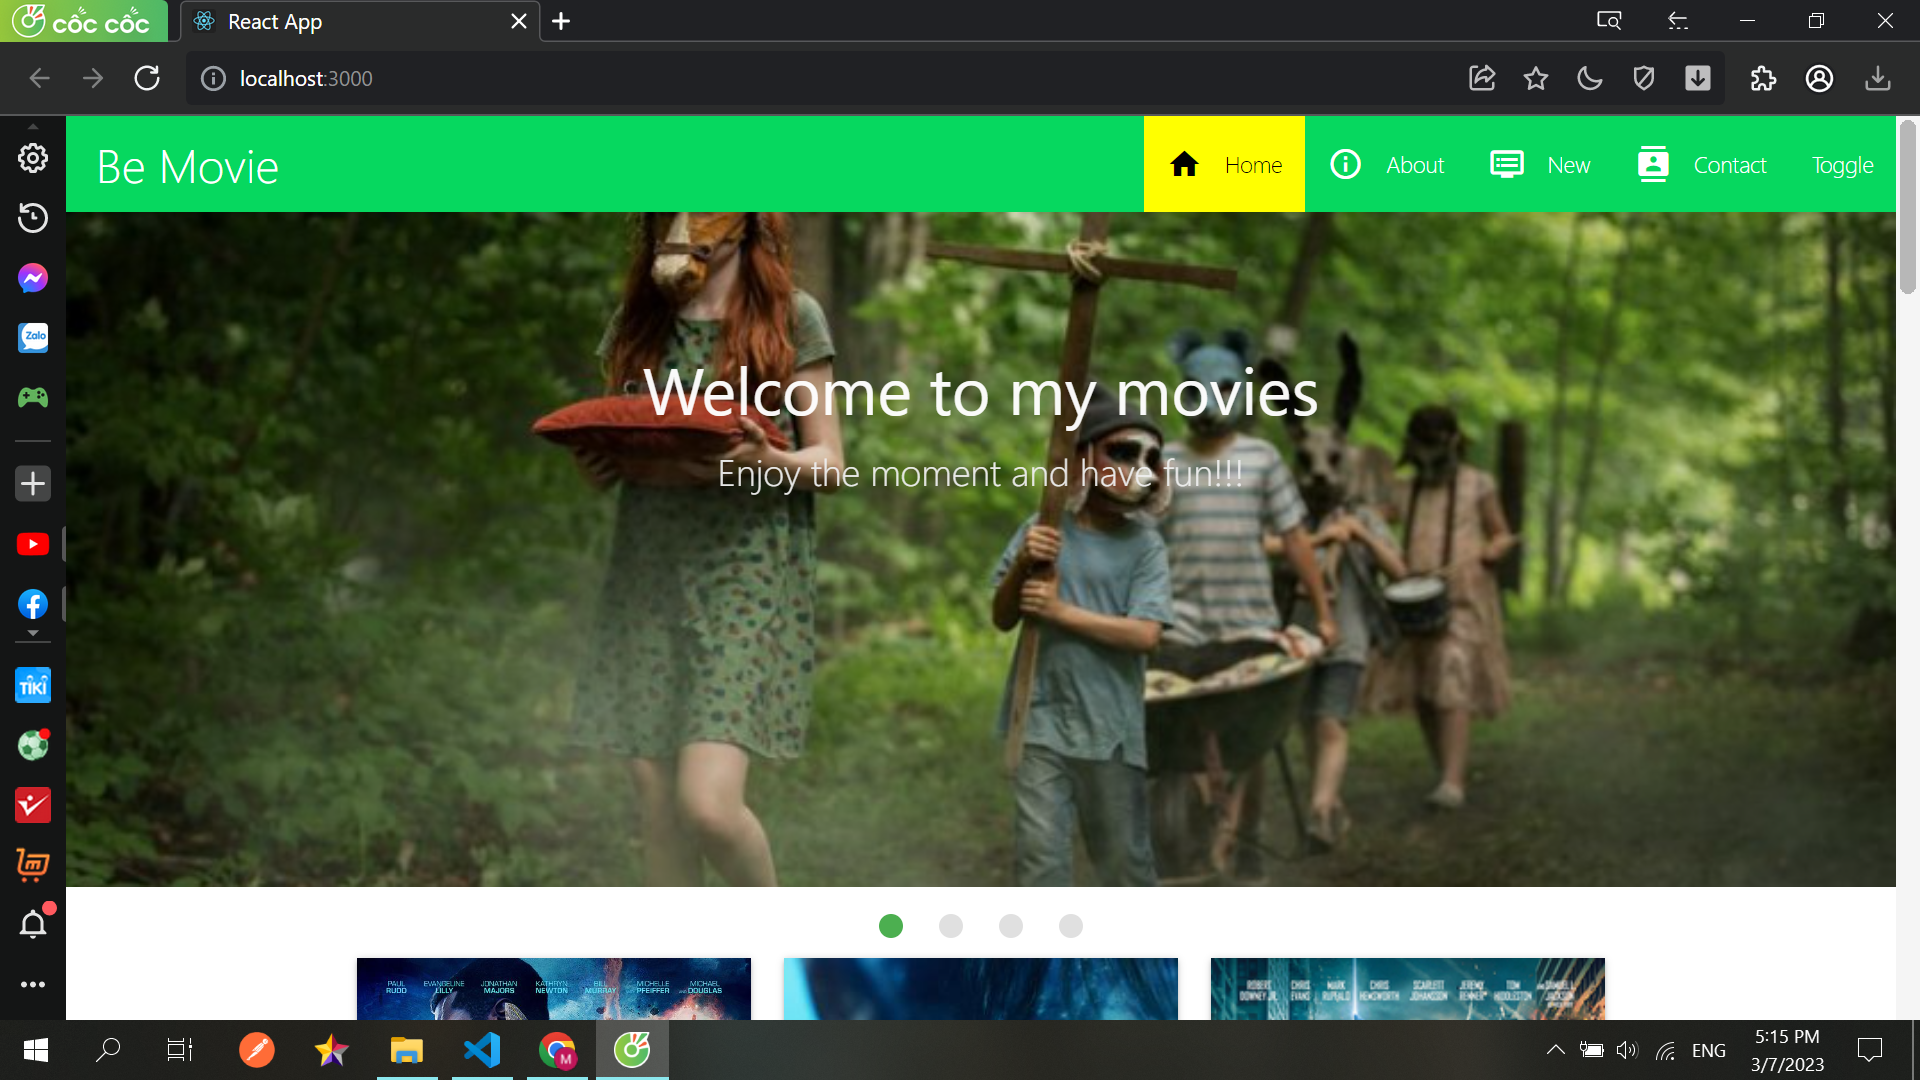 cốc cốc
React App
localhost:3000
Be Movie
Home
About
New
Contact
Toggle
Zalo
Welcome to my movies
Enjoy the moment and have fun!!!
TIKI
PAUL RUDD
EVANGELINE LILLY
JONATHAN MAJORS
KATHRYN NEWTON
BILL MURRAY
MICHELLE PFEIFFER
MICHAEL DOUGLAS
ROBERT DOWNEY JR.
CHRIS EVANS
MARK RUFFALO
CHRIS HEMSWORTH
SCARLETT JOHANSSON
JEREMY RENNER
TOM HIDDLESTON
SAMUEL L. JACKSON
M
ENG
5:15 PM
3/7/2023